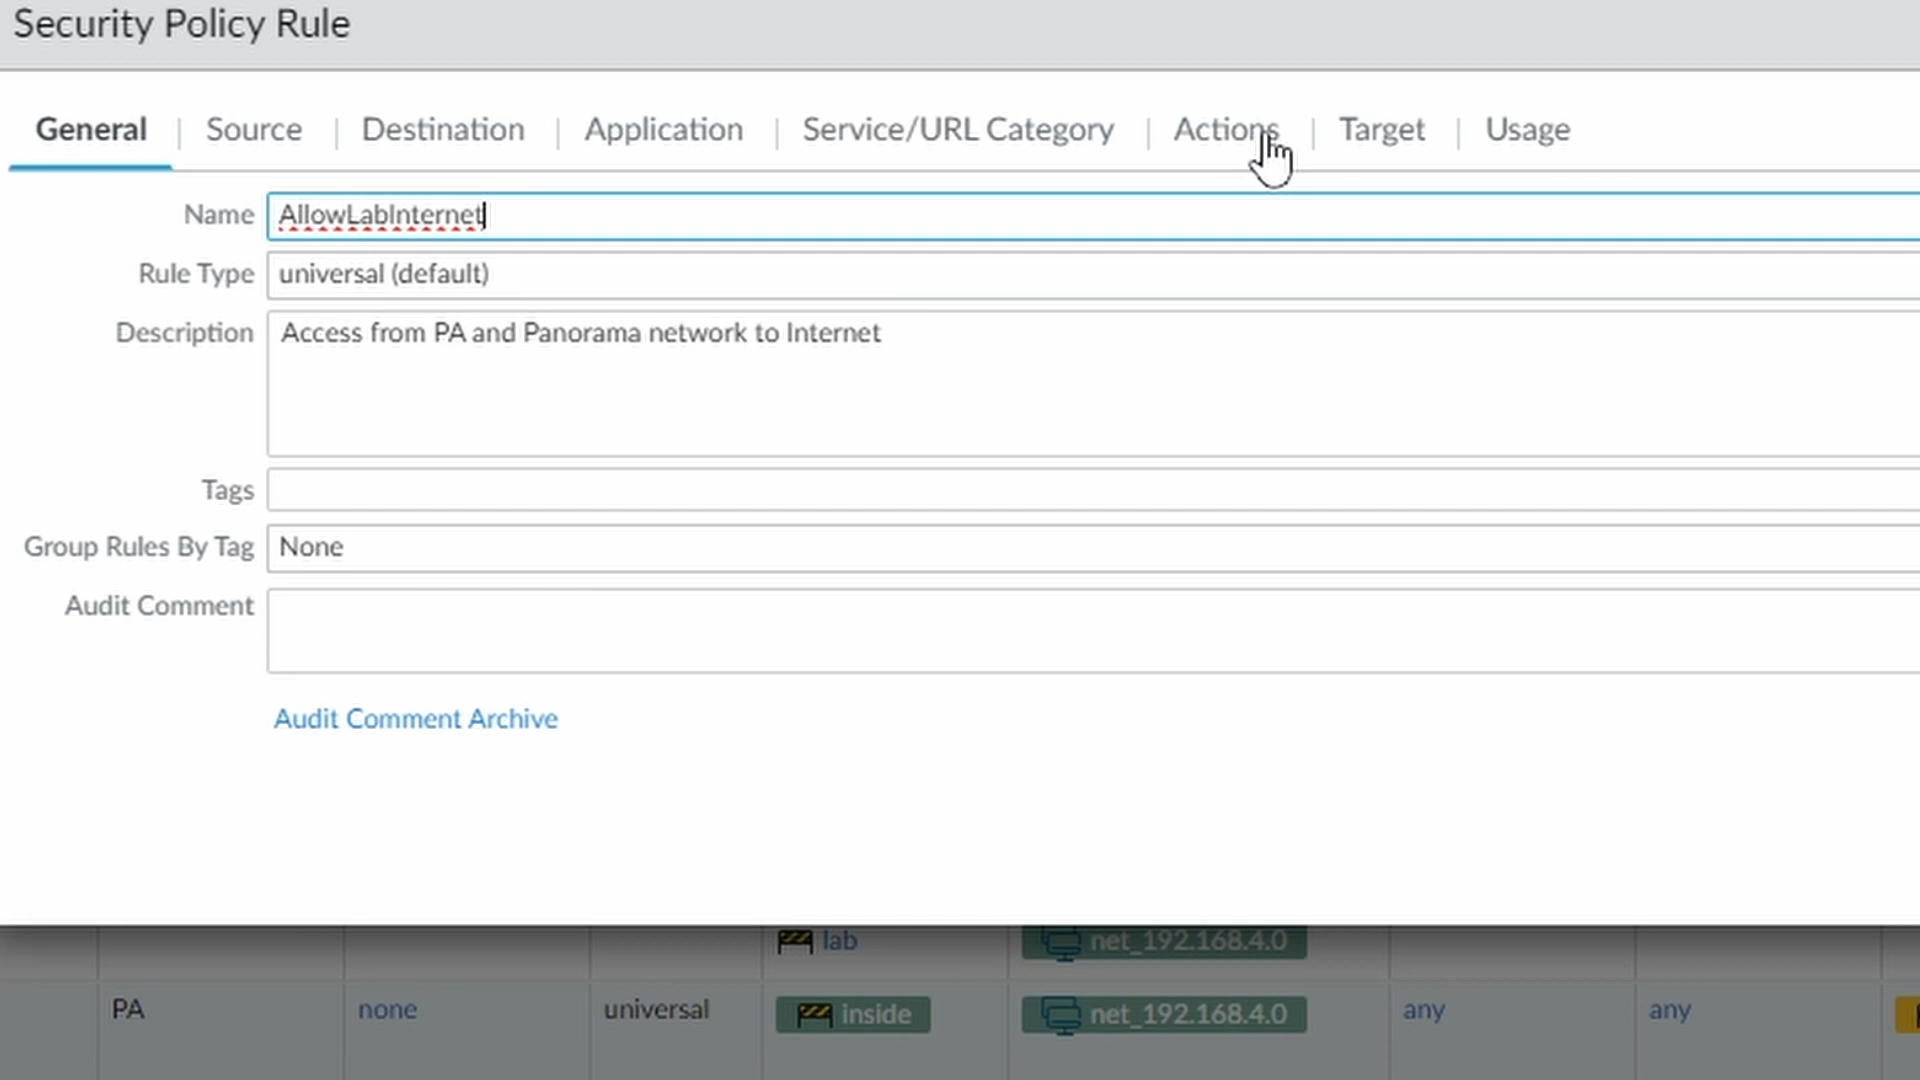 Security Policy Rule
General Source Destination Application Service/URL Category Actions Target Usage
Name AllowLabInternet
Rule Type universal (default)
Description Access from PA and Panorama network to Internet
Tags
Group Rules By Tag None
Audit Comment
Audit Comment Archive
lab net_192.168.4.0
PA none universal inside net_192.168.4.0 any any